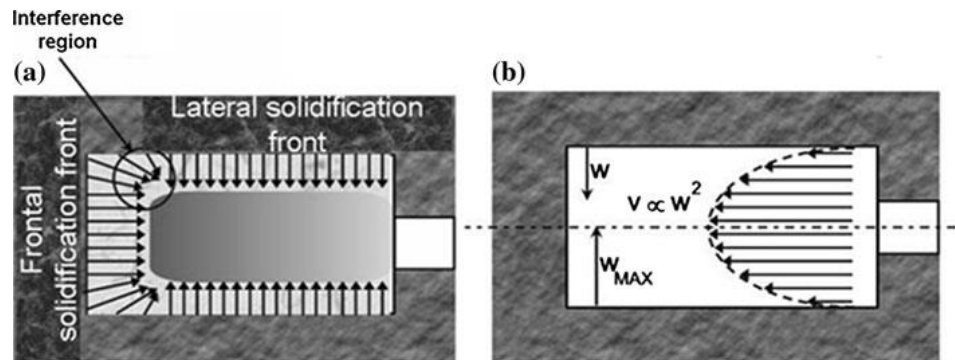 Interference
region
(a)
Lateral solidification
front
Frontal
solidification front
(b)
W
V ∝ W²
W_MAX